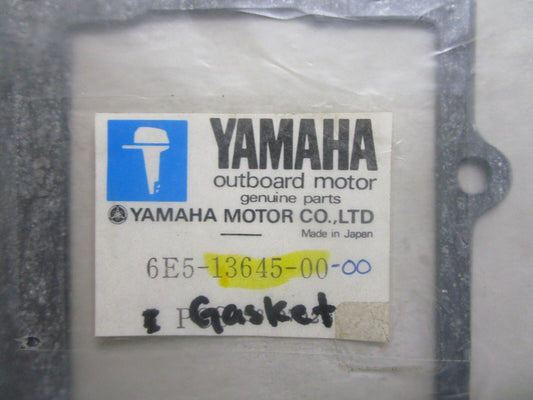 YAMAHA
outboard motor
genuine parts
YAMAHA MOTOR CO.,LTD
Made in Japan
6E5-13645-00-00
Gasket